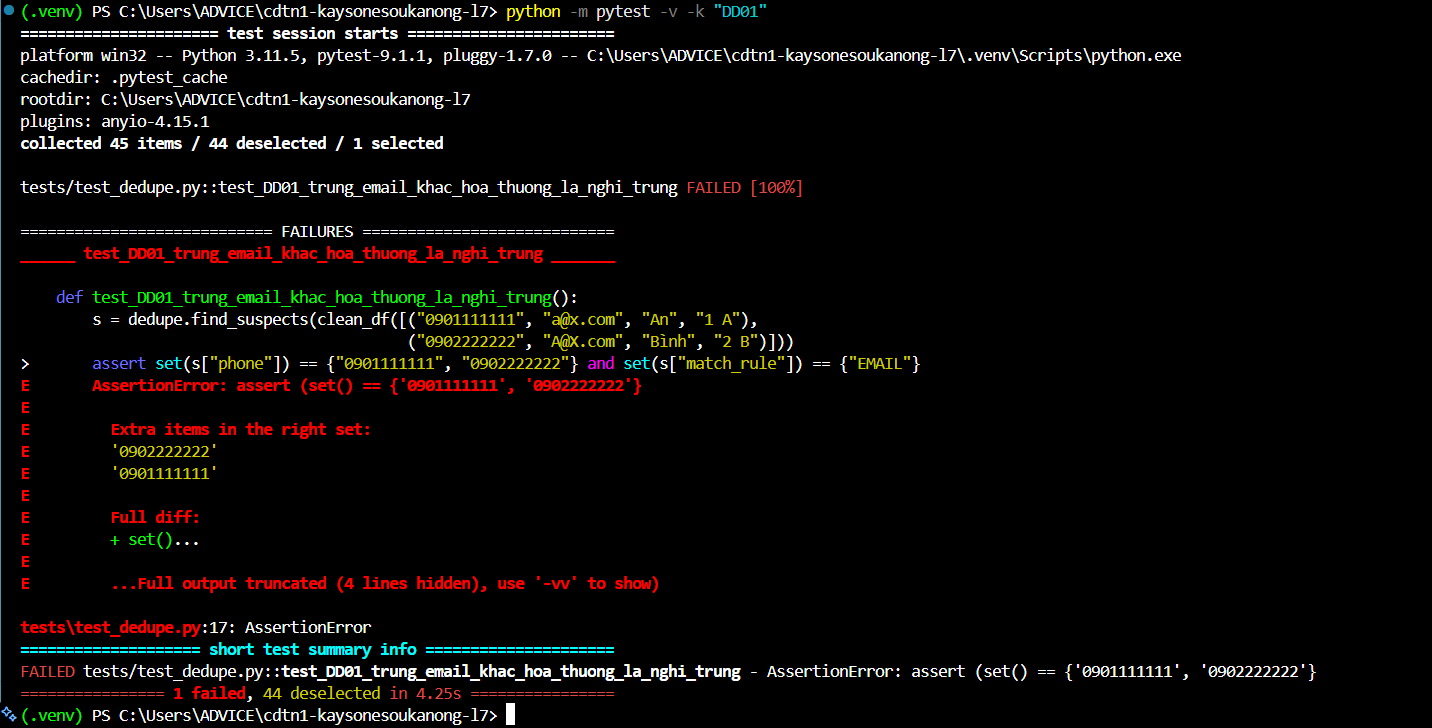 (.venv) PS C:\Users\ADVICE\cdtn1-kaysonesoukanong-l7> python -m pytest -v -k "DD01"
====================== test session starts =======================
platform win32 -- Python 3.11.5, pytest-9.1.1, pluggy-1.7.0 -- C:\Users\ADVICE\cdtn1-kaysonesoukanong-l7\.venv\Scripts\python.exe
cachedir: .pytest_cache
rootdir: C:\Users\ADVICE\cdtn1-kaysonesoukanong-l7
plugins: anyio-4.15.1
collected 45 items / 44 deselected / 1 selected

tests/test_dedupe.py::test_DD01_trung_email_khac_hoa_thuong_la_nghi_trung FAILED [100%]

============================ FAILURES ============================
______ test_DD01_trung_email_khac_hoa_thuong_la_nghi_trung _______

    def test_DD01_trung_email_khac_hoa_thuong_la_nghi_trung():
        s = dedupe.find_suspects(clean_df([("0901111111", "a@x.com", "An", "1 A"),
                                           ("0902222222", "A@X.com", "Bình", "2 B")]))
>       assert set(s["phone"]) == {"0901111111", "0902222222"} and set(s["match_rule"]) == {"EMAIL"}
E       AssertionError: assert (set() == {'0901111111', '0902222222'}
E
E         Extra items in the right set:
E         '0902222222'
E         '0901111111'
E
E         Full diff:
E         + set()...
E
E         ...Full output truncated (4 lines hidden), use '-vv' to show)

tests\test_dedupe.py:17: AssertionError
==================== short test summary info =====================
FAILED tests/test_dedupe.py::test_DD01_trung_email_khac_hoa_thuong_la_nghi_trung - AssertionError: assert (set() == {'0901111111', '0902222222'}
================ 1 failed, 44 deselected in 4.25s ================
(.venv) PS C:\Users\ADVICE\cdtn1-kaysonesoukanong-l7>